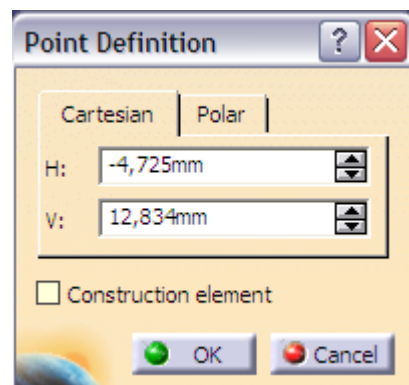 Point Definition ?
Cartesian Polar
H: -4,725mm
V: 12,834mm
Construction element
OK Cancel